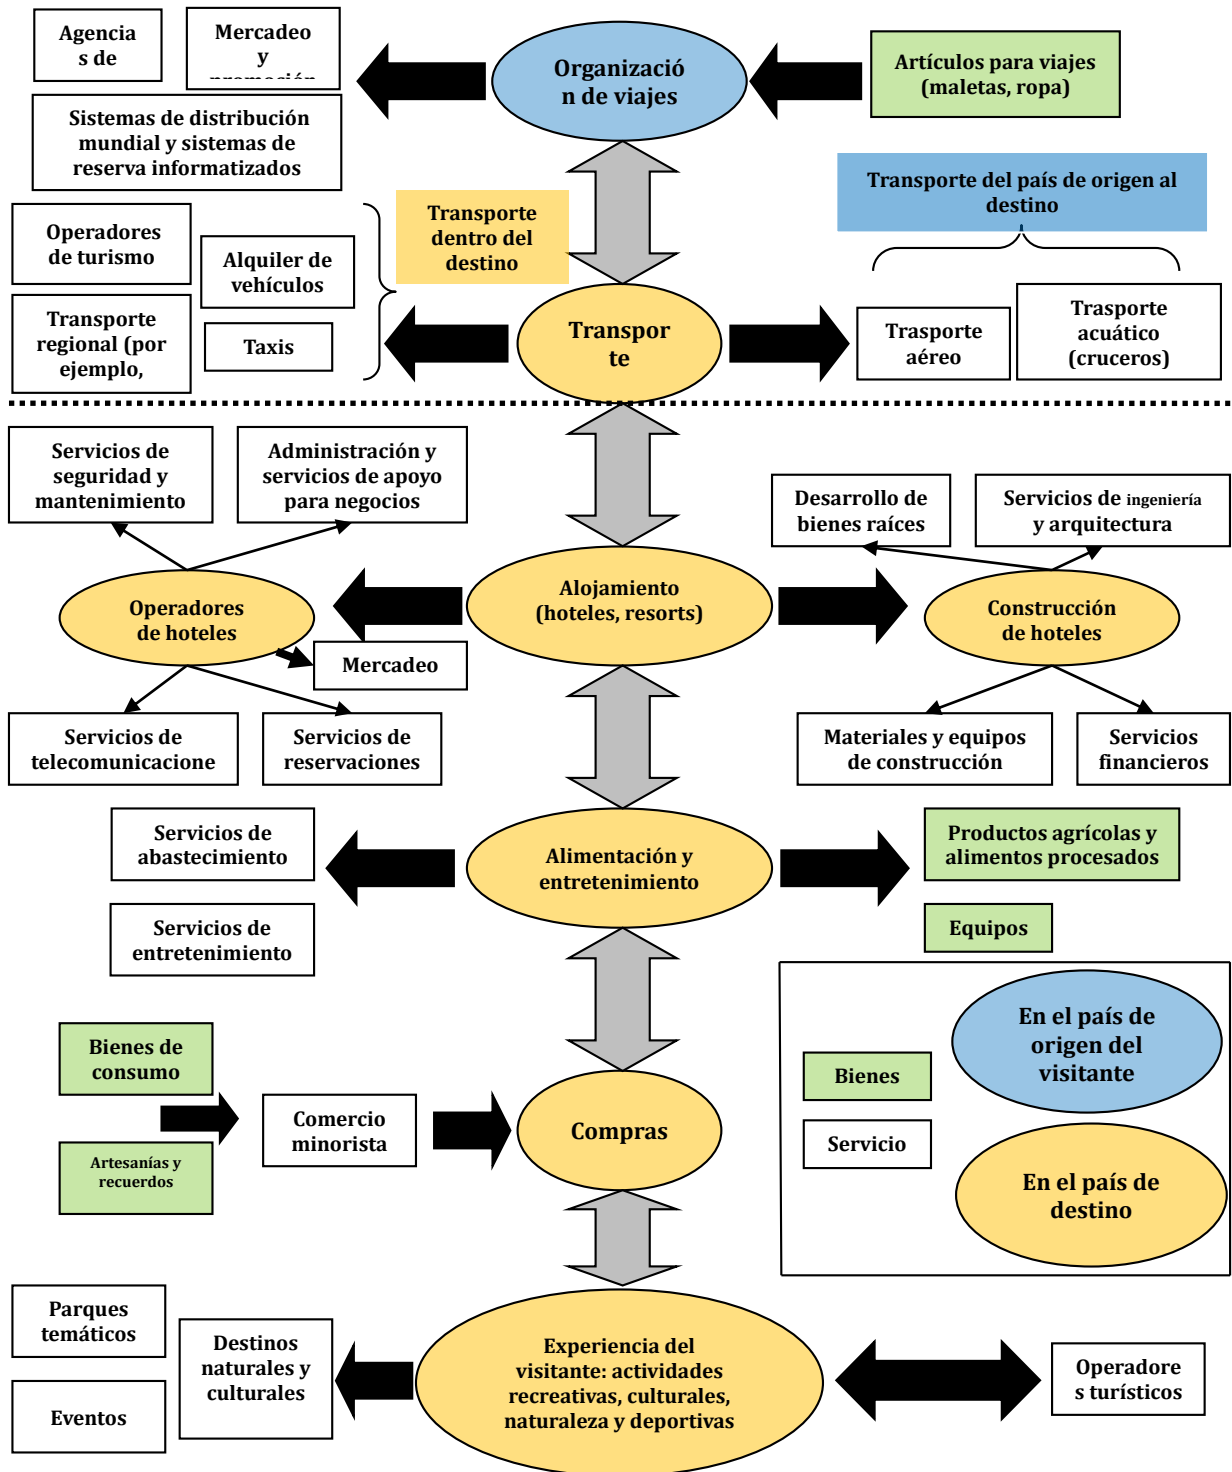 Agencia
s de
Mercadeo
y
promoción
Organizació
n de viajes
Artículos para viajes
(maletas, ropa)
Sistemas de distribución
mundial y sistemas de
reserva informatizados
Transporte del país de origen al
destino
Operadores
de turismo
Alquiler de
vehículos
Transporte
dentro del
destino
Transporte
regional (por
ejemplo,
Taxis
Transpor
te
Trasporte
aéreo
Trasporte
acuático
(cruceros)
Servicios de
seguridad y
mantenimiento
Administración y
servicios de apoyo
para negocios
Desarrollo de
bienes raíces
Servicios de ingeniería
y arquitectura
Operadores
de hoteles
Alojamiento
(hoteles, resorts)
Construcción
de hoteles
Mercadeo
Servicios de
telecomunicacione
Servicios de
reservaciones
Materiales y equipos
de construcción
Servicios
financieros
Servicios de
abastecimiento
Alimentación y
entretenimiento
Productos agrícolas y
alimentos procesados
Servicios de
entretenimiento
Equipos
Bienes de
consumo
Comercio
minorista
Compras
Artesanías y
recuerdos
Bienes
Servicio
En el país de
origen del
visitante
En el país de
destino
Parques
temáticos
Destinos
naturales y
culturales
Eventos
Experiencia del
visitante: actividades
recreativas, culturales,
naturaleza y deportivas
Operadore
s turísticos